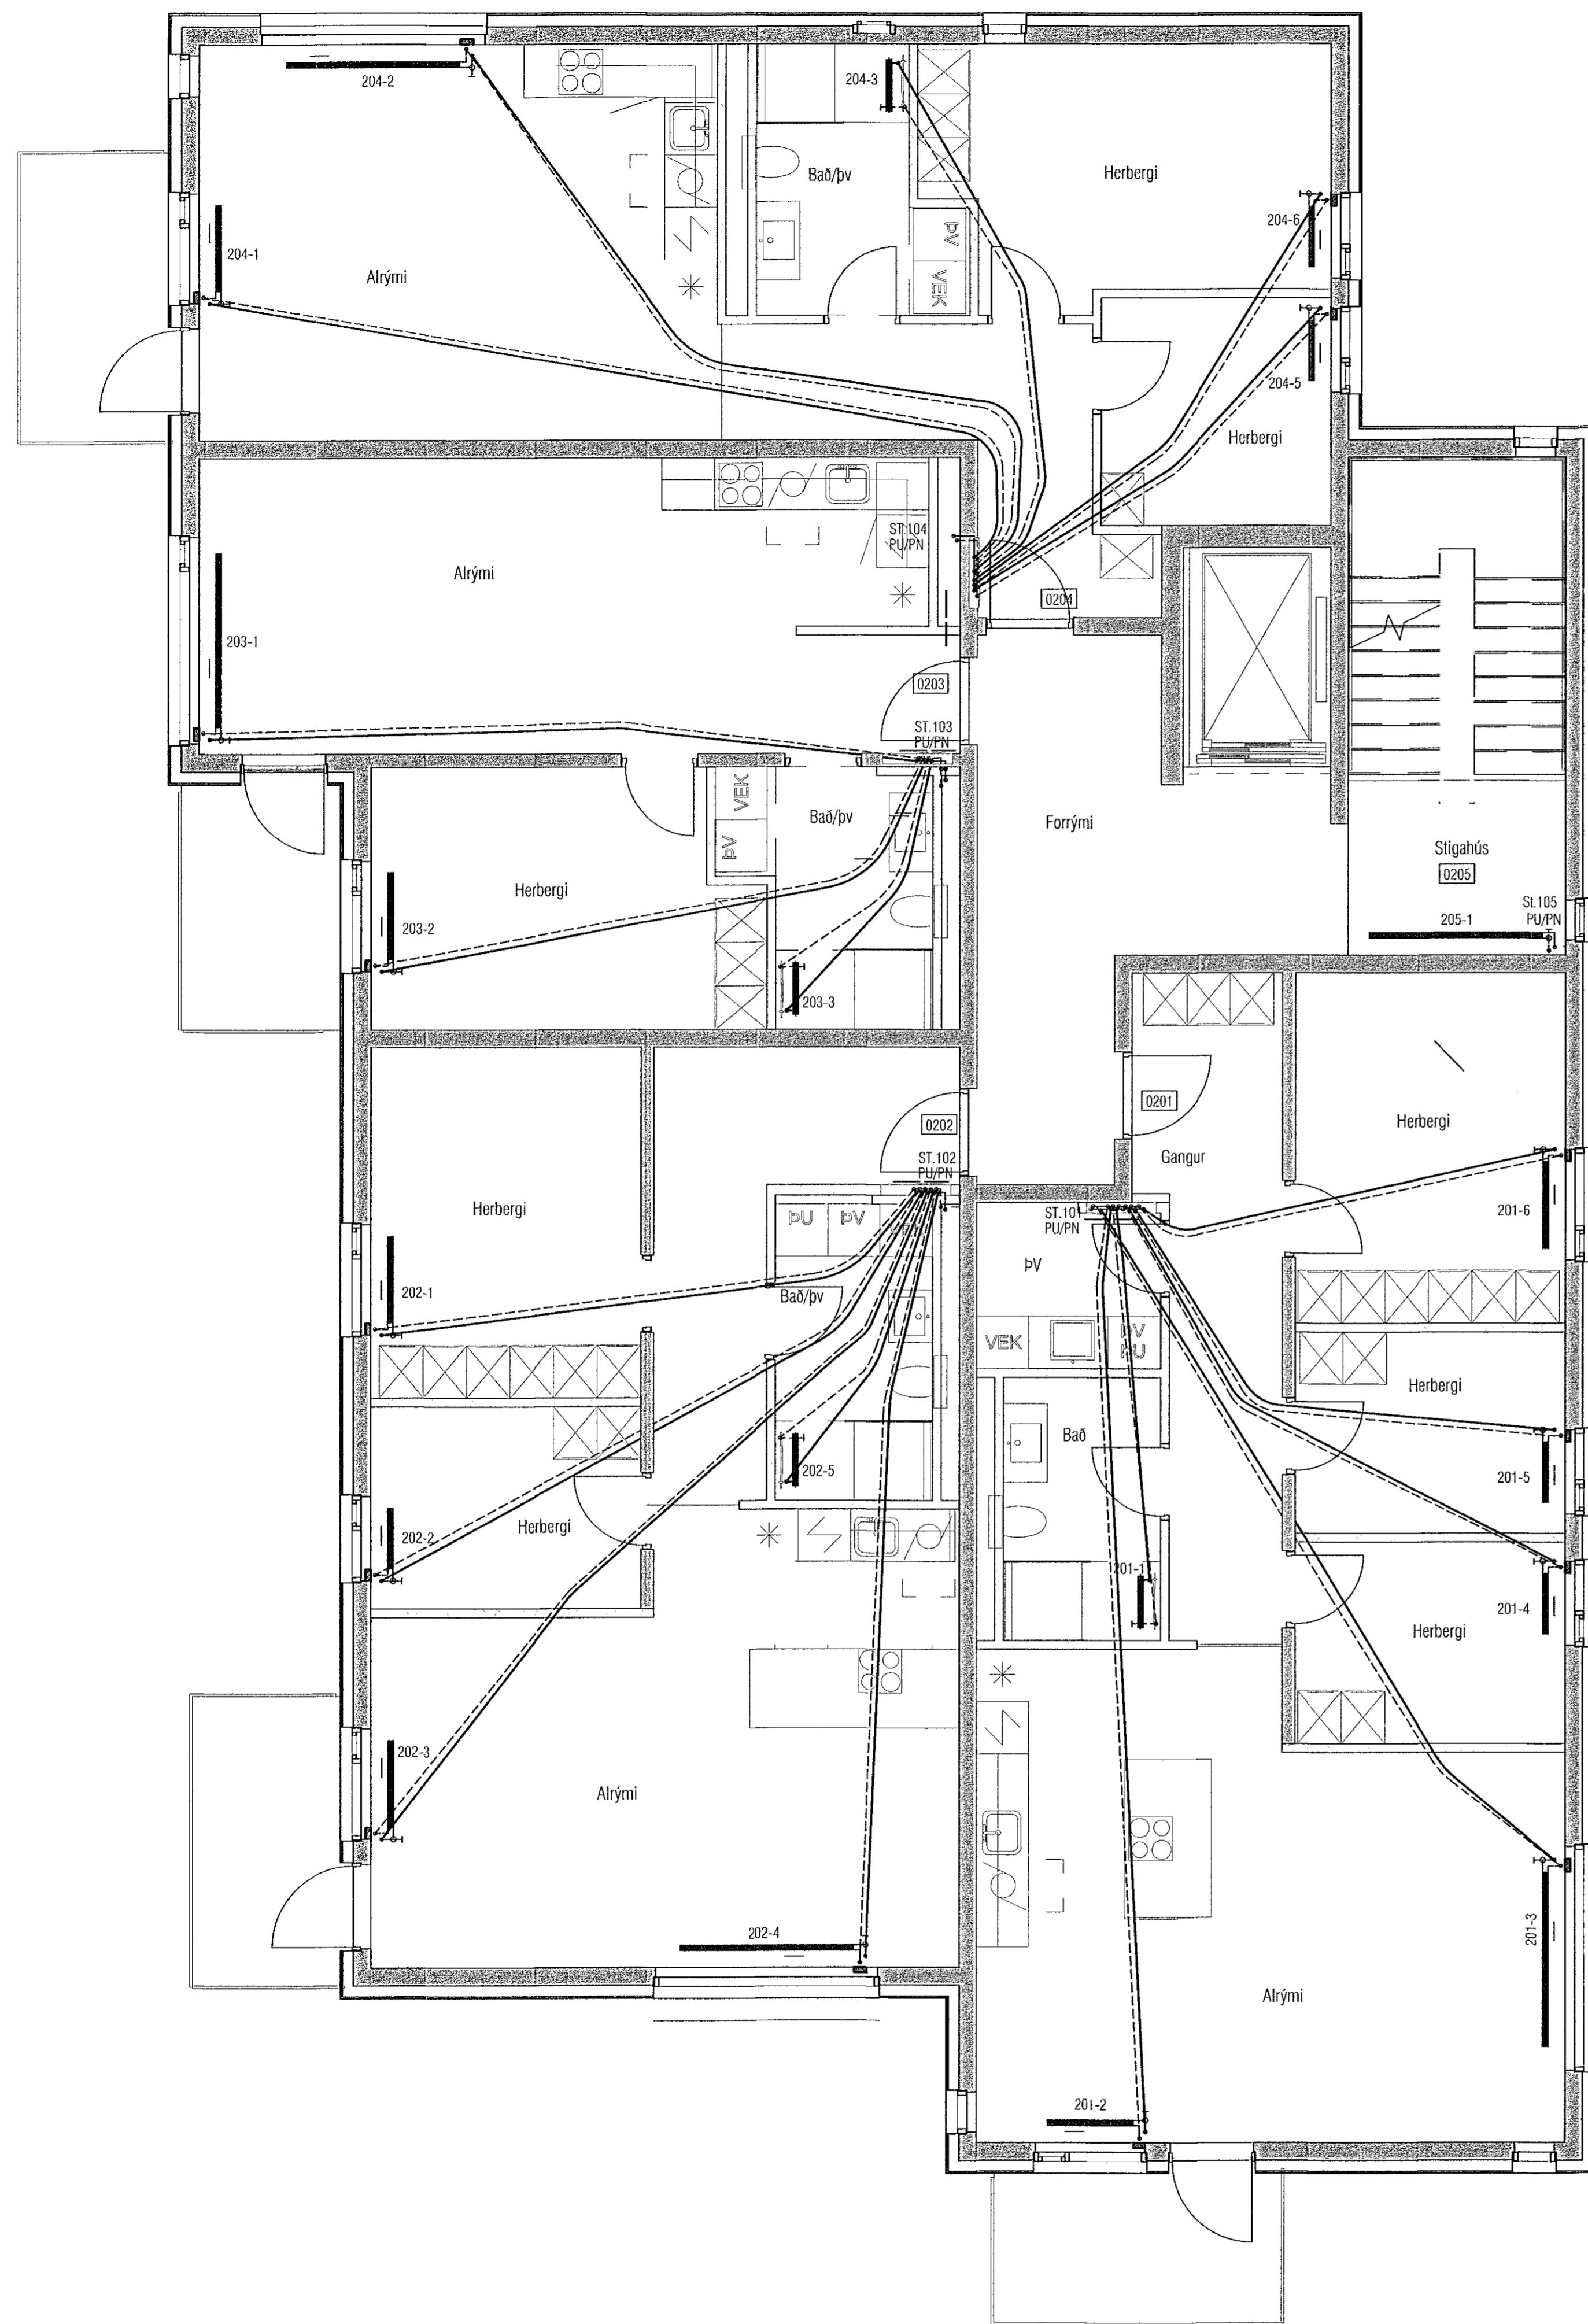 204-2
204-3
Bað/þv
Herbergi
204-6
204-1
Alrými
ÞV
VEK
204-5
Herbergi
ST.104
PU/PN
Alrými
0204
203-1
0203
ST.103
PU/PN
VEK
ÞV
Bað/þv
Forrými
Stigahús
0205
Herbergi
203-2
St.105
PU/PN
205-1
203-3
0202
0201
ST.102
PU/PN
Herbergi
Gangur
Herbergi
ÞU
ÞV
ST.101
PU/PN
201-6
ÞV
202-1
Bað/þv
VEK
ÞV
ÞU
Herbergi
Bað
202-5
201-5
202-2
Herbergi
201-1
201-4
Herbergi
202-3
Alrými
202-4
201-3
Alrými
201-2